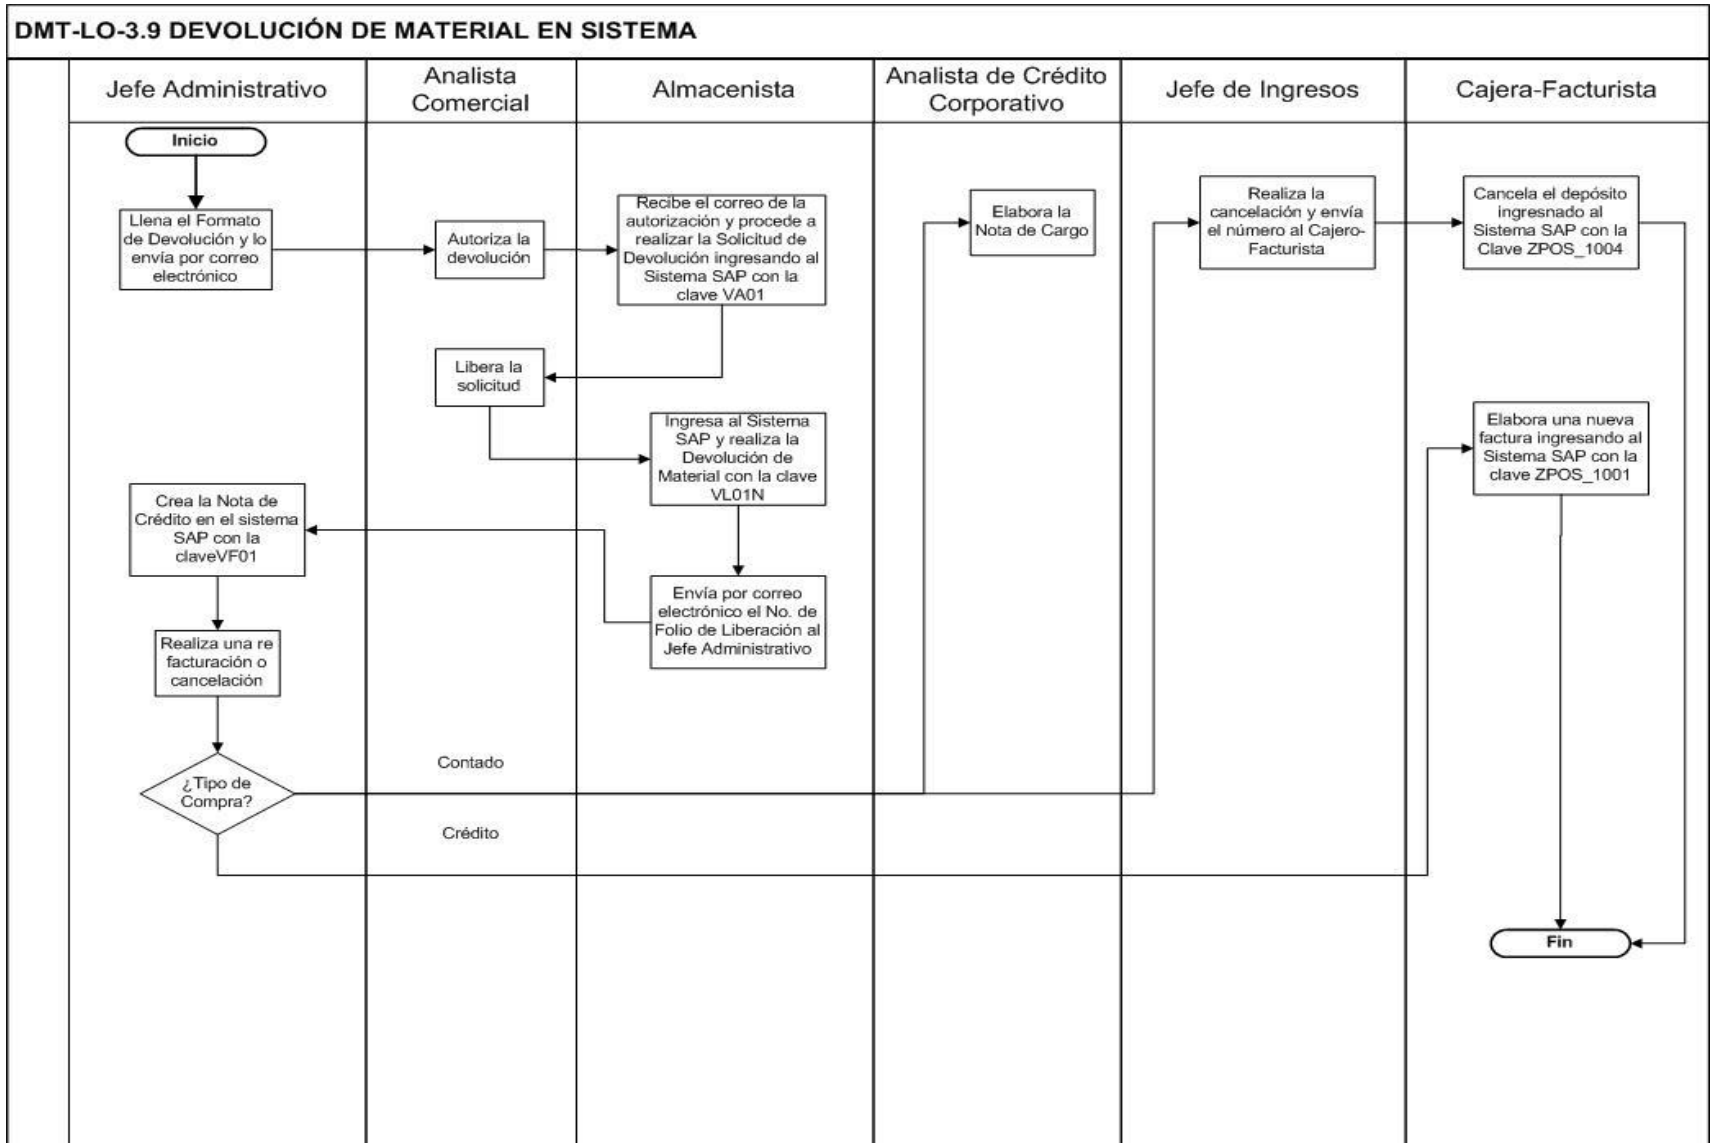 DMT-LO-3.9 DEVOLUCIÓN DE MATERIAL EN SISTEMA
Jefe Administrativo
Analista
Comercial
Almacenista
Analista de Crédito
Corporativo
Jefe de Ingresos
Cajera-Facturista
Inicio
Llena el Formato
de Devolución y lo
envía por correo
electrónico
Autoriza la
devolución
Recibe el correo de la
autorización y procede a
realizar la Solicitud de
Devolución ingresando al
Sistema SAP con la
clave VA01
Elabora la
Nota de Cargo
Realiza la
cancelación y envía
el número al Cajero-
Facturista
Cancela el depósito
ingresnado al
Sistema SAP con la
Clave ZPOS_1004
Libera la
solicitud
Ingresa al Sistema
SAP y realiza la
Devolución de
Material con la clave
VL01N
Elabora una nueva
factura ingresando al
Sistema SAP con la
clave ZPOS_1001
Crea la Nota de
Crédito en el sistema
SAP con la
claveVF01
Envía por correo
electrónico el No. de
Folio de Liberación al
Jefe Administrativo
Realiza una re
facturación o
cancelación
¿Tipo de
Compra?
Contado
Crédito
Fin